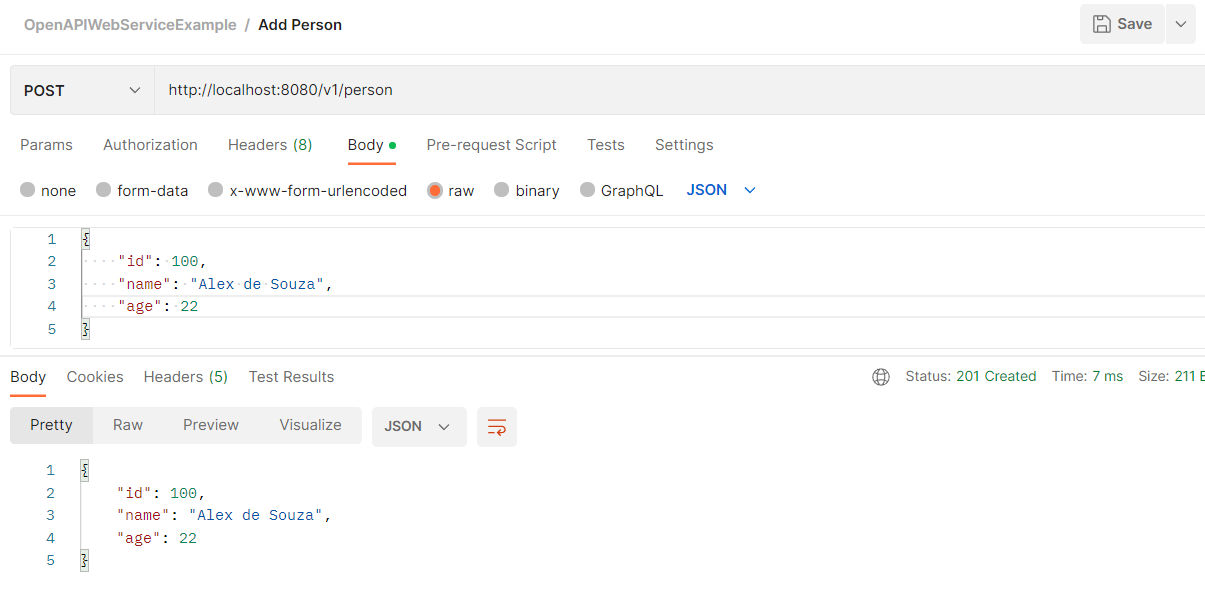 OpenAPIWebServiceExample / Add Person
Save
POST
http://localhost:8080/v1/person
Params Authorization Headers (8) Body Pre-request Script Tests Settings
none form-data x-www-form-urlencoded raw binary GraphQL JSON
1 {
2 "id": 100,
3 "name": "Alex de Souza",
4 "age": 22
5 }
Body Cookies Headers (5) Test Results Status: 201 Created Time: 7 ms Size: 211
Pretty Raw Preview Visualize JSON
1 {
2 "id": 100,
3 "name": "Alex de Souza",
4 "age": 22
5 }